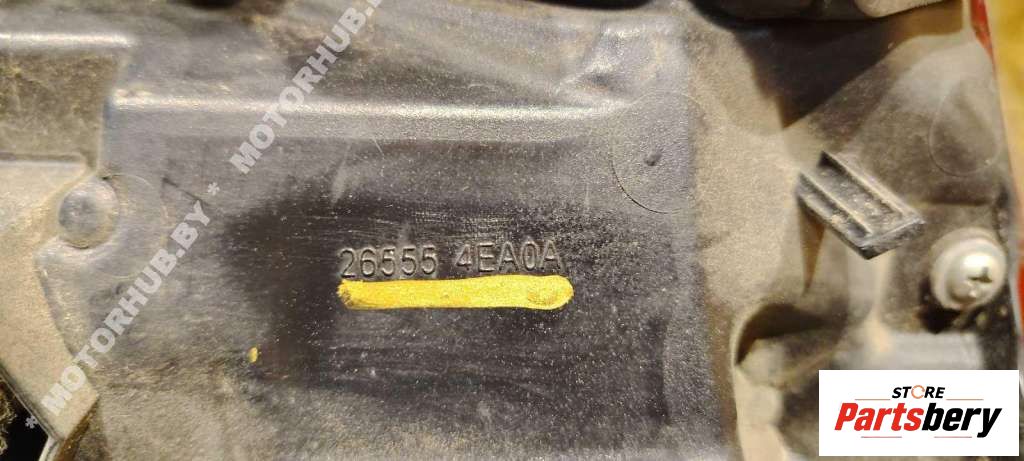 * MOTORHUB.BY * MOTORHUB.BY
26555 4EA0A
STORE
Partsbery